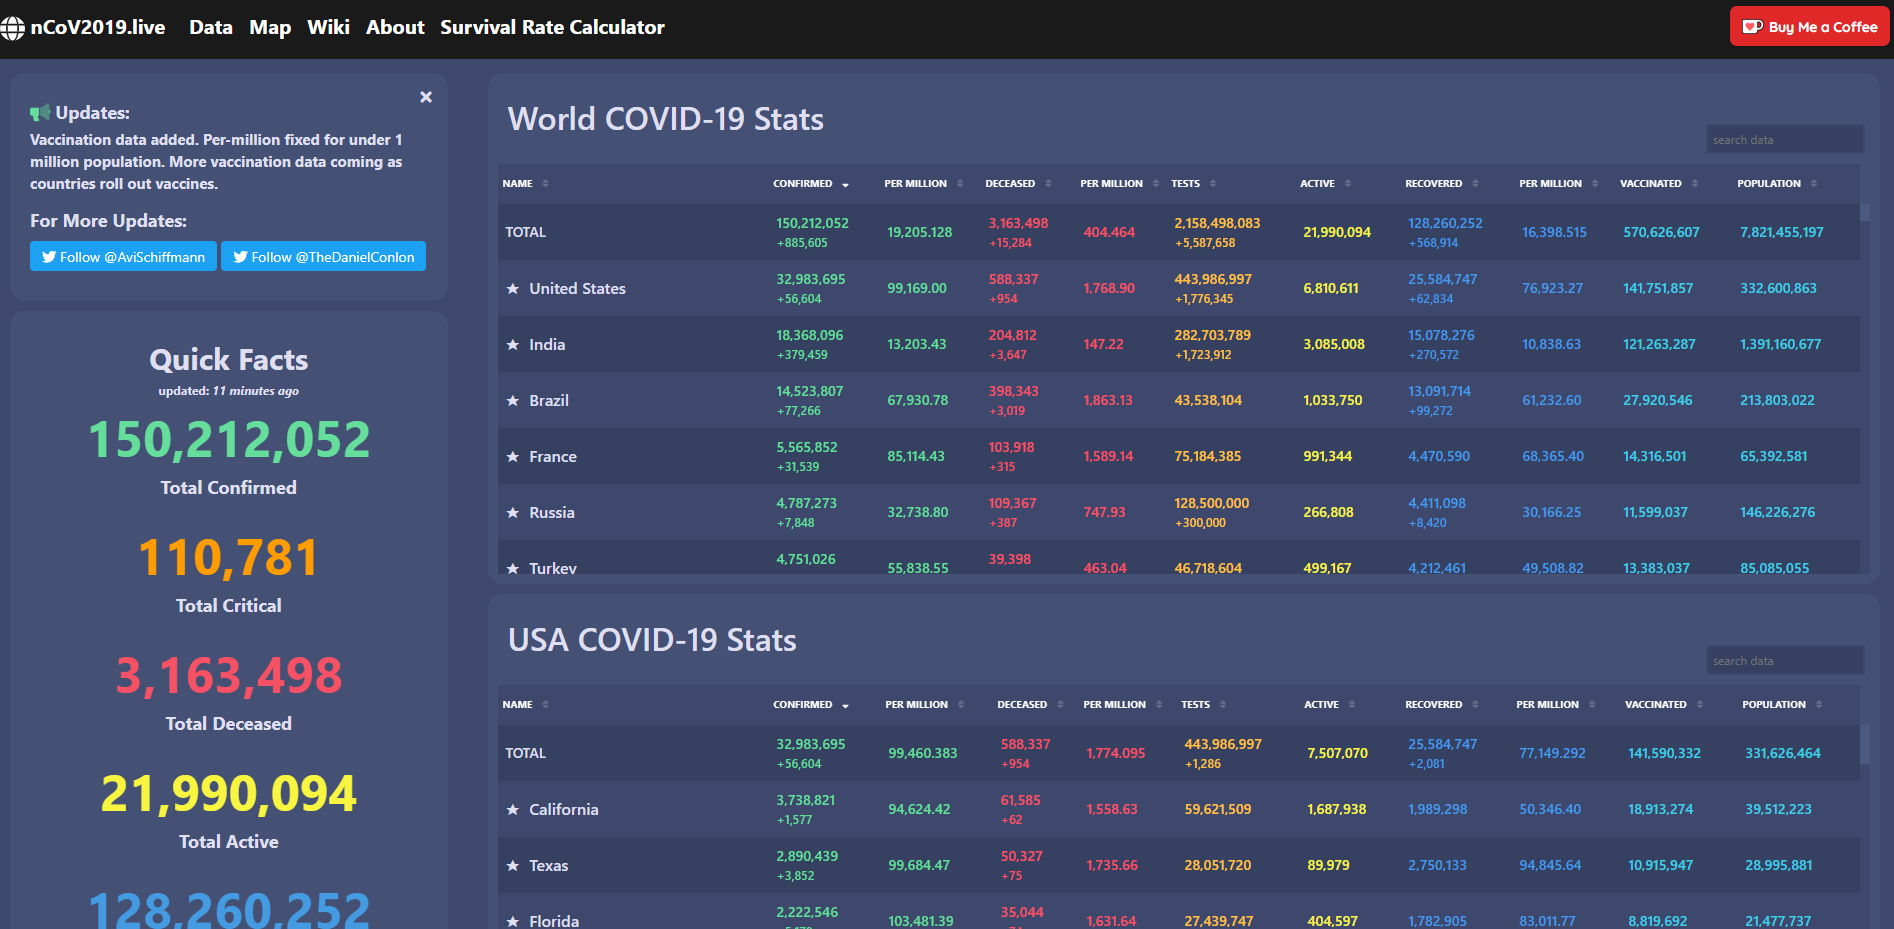 nCoV2019.live Data Map Wiki About Survival Rate Calculator Buy Me a Coffee
Updates:
Vaccination data added. Per-million fixed for under 1
million population. More vaccination data coming as
countries roll out vaccines.
For More Updates:
Follow @AviSchiffmann Follow @TheDanielConlon
Quick Facts
updated: 11 minutes ago
150,212,052
Total Confirmed
110,781
Total Critical
3,163,498
Total Deceased
21,990,094
Total Active
128,260,252
World COVID-19 Stats
search data
NAME CONFIRMED PER MILLION DECEASED PER MILLION TESTS ACTIVE RECOVERED PER MILLION VACCINATED POPULATION
TOTAL 150,212,052 19,205.128 3,163,498 404.464 2,158,498,083 21,990,094 128,260,252 16,398.515 570,626,607 7,821,455,197
+885,605 +15,284 +5,587,658 +568,914
United States 32,983,695 99,169.00 588,337 1,768.90 443,986,997 6,810,611 25,584,747 76,923.27 141,751,857 332,600,863
+56,604 +954 +1,776,345 +62,834
India 18,368,096 13,203.43 204,812 147.22 282,703,789 3,085,008 15,078,276 10,838.63 121,263,287 1,391,160,677
+379,459 +3,647 +1,723,912 +270,572
Brazil 14,523,807 67,930.78 398,343 1,863.13 43,538,104 1,033,750 13,091,714 61,232.60 27,920,546 213,803,022
+77,266 +3,019 +99,272
France 5,565,852 85,114.43 103,918 1,589.14 75,184,385 991,344 4,470,590 68,365.40 14,316,501 65,392,581
+31,539 +315
Russia 4,787,273 32,738.80 109,367 747.93 128,500,000 266,808 4,411,098 30,166.25 11,599,037 146,226,276
+7,848 +387 +300,000 +8,420
Turkey 4,751,026 55,838.55 39,398 463.04 46,718,604 499,167 4,212,461 49,508.82 13,383,037 85,085,055
USA COVID-19 Stats
search data
NAME CONFIRMED PER MILLION DECEASED PER MILLION TESTS ACTIVE RECOVERED PER MILLION VACCINATED POPULATION
TOTAL 32,983,695 99,460.383 588,337 1,774.095 443,986,997 7,507,070 25,584,747 77,149.292 141,590,332 331,626,464
+56,604 +954 +1,286 +2,081
California 3,738,821 94,624.42 61,585 1,558.63 59,621,509 1,687,938 1,989,298 50,346.40 18,913,274 39,512,223
+1,577 +62
Texas 2,890,439 99,684.47 50,327 1,735.66 28,051,720 89,979 2,750,133 94,845.64 10,915,947 28,995,881
+3,852 +75
Florida 2,222,546 103,481.39 35,044 1,631.64 27,439,747 404,597 1,782,905 83,011.77 8,819,692 21,477,737